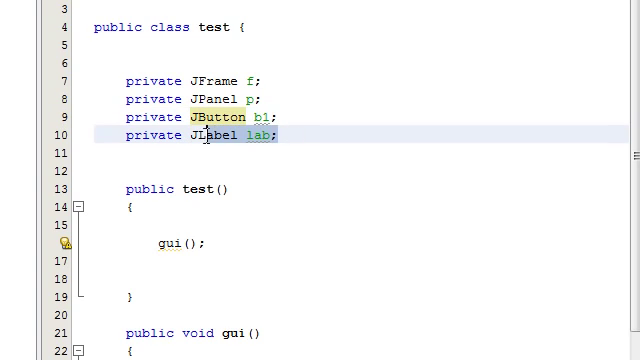 3
4 public class test {
5
6
7 private JFrame f;
8 private JPanel p;
9 private JButton b1;
10 private JLabel lab;
11
12
13 public test()
14 {
15
gui();
17
18
19 }
20
21 public void gui()
22 {